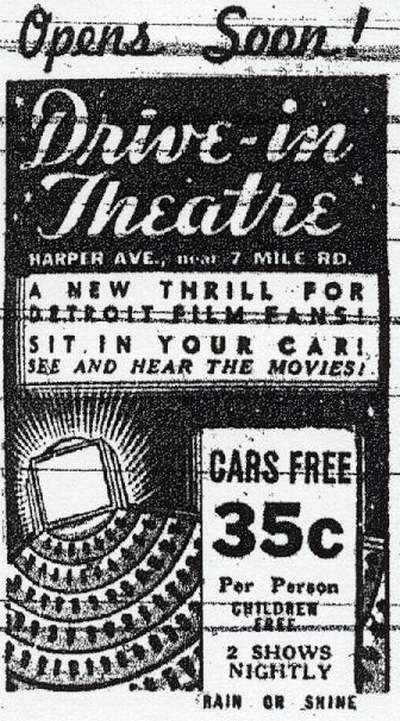 Opens Soon!
Drive-in
Theatre
HARPER AVE., near 7 MILE RD.
A NEW THRILL FOR
DETROIT FILM FANS!
SIT IN YOUR CAR!
SEE AND HEAR THE MOVIES!
CARS FREE
35c
Per Person
CHILDREN
FREE
2 SHOWS
NIGHTLY
RAIN OR SHINE